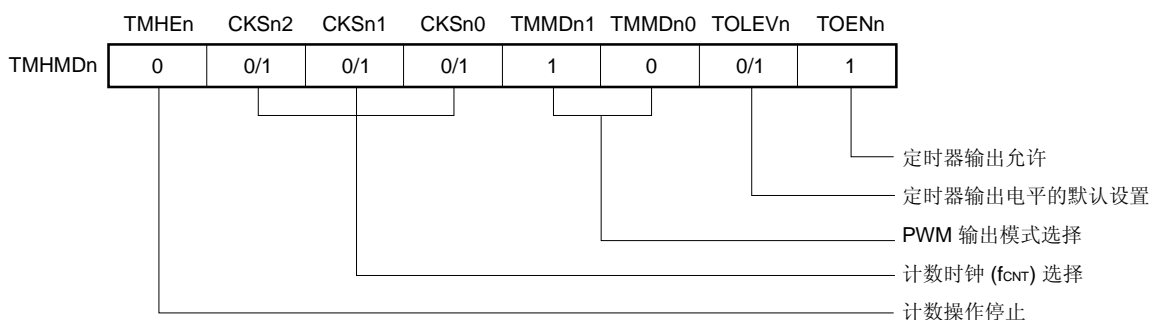 TMHEn CKSn2 CKSn1 CKSn0 TMMDn1 TMMDn0 TOLEVn TOENn
TMHMDn 0 0/1 0/1 0/1 1 0 0/1 1
定时器输出允许
定时器输出电平的默认设置
PWM 输出模式选择
计数时钟 (fCNT) 选择
计数操作停止